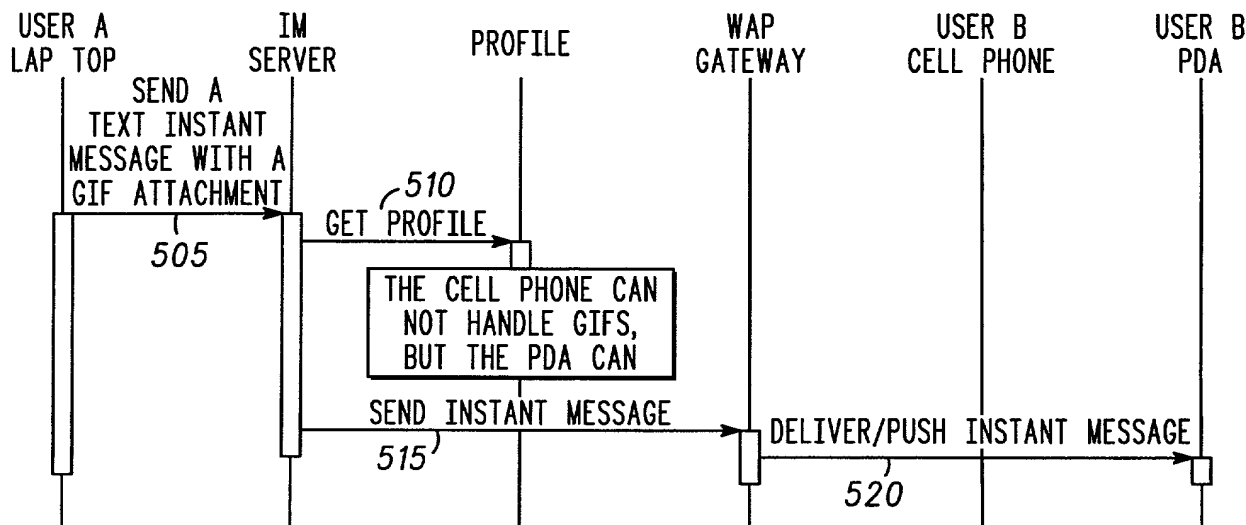 USER A
LAP TOP
IM
SERVER
PROFILE
WAP
GATEWAY
USER B
CELL PHONE
USER B
PDA
SEND A
TEXT INSTANT
MESSAGE WITH A
GIF ATTACHMENT
505
510
GET PROFILE
THE CELL PHONE CAN
NOT HANDLE GIFS,
BUT THE PDA CAN
SEND INSTANT MESSAGE
515
DELIVER/PUSH INSTANT MESSAGE
520